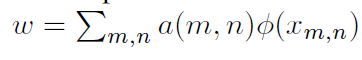 w = ∑_{m,n} a(m, n)ϕ(x_{m,n})